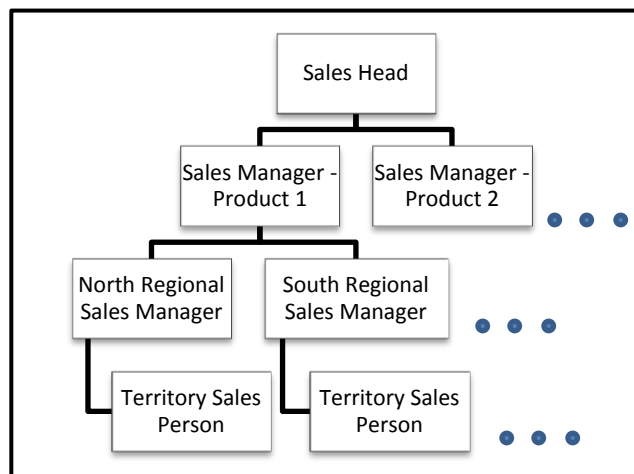 Sales Head
Sales Manager -
Product 1
Sales Manager -
Product 2
North Regional
Sales Manager
South Regional
Sales Manager
Territory Sales
Person
Territory Sales
Person